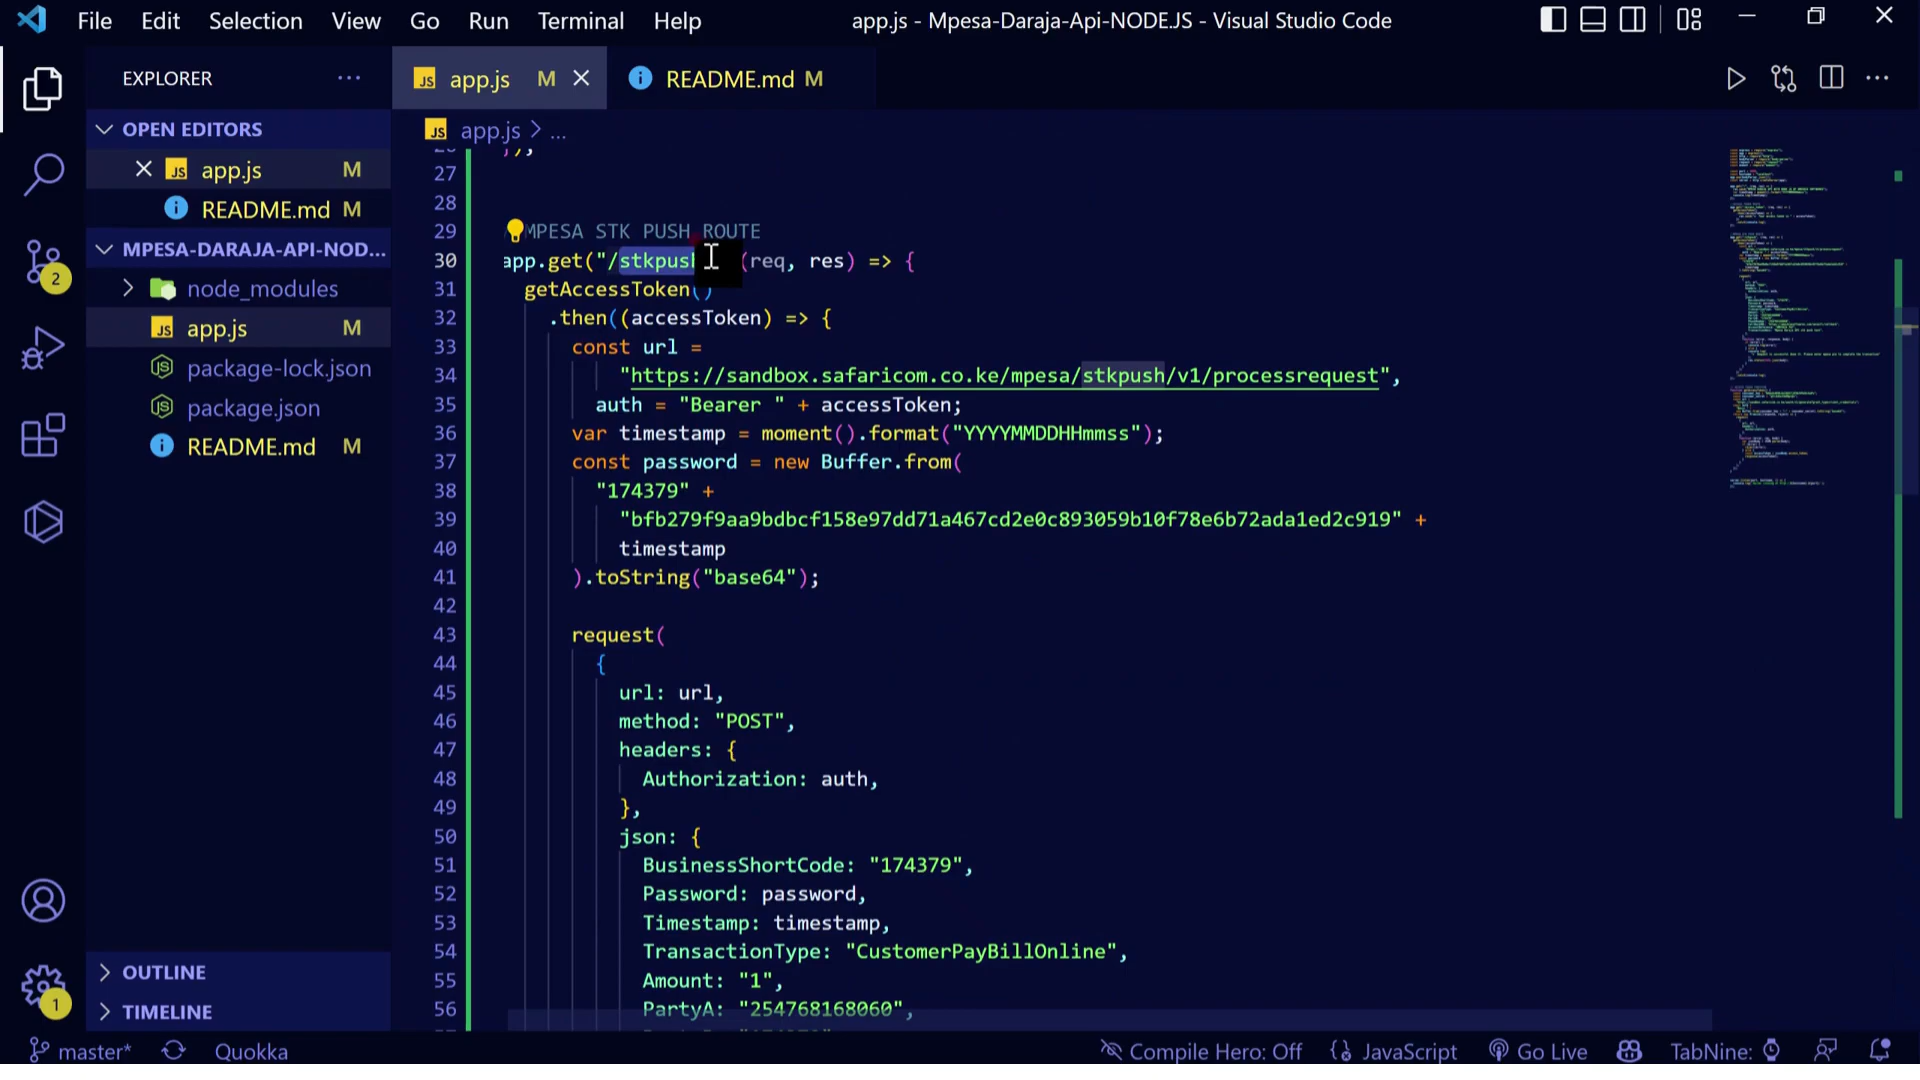 File Edit Selection View Go Run Terminal Help app.js - Mpesa-Daraja-Api-NODE.JS - Visual Studio Code
EXPLORER ...
JS app.js M
README.md M
OPEN EDITORS
JS app.js M
README.md M
MPESA-DARAJA-API-NOD...
node_modules
JS app.js M
package-lock.json
package.json
README.md M
OUTLINE
TIMELINE
2
1
JS app.js > ...
27
28
29 MPESA STK PUSH ROUTE
30 app.get("/stkpush (req, res) => {
31 getAccessToken()
32 .then((accessToken) => {
33 const url =
34 "https://sandbox.safaricom.co.ke/mpesa/stkpush/v1/processrequest",
35 auth = "Bearer " + accessToken;
36 var timestamp = moment().format("YYYYMMDDHHmmss");
37 const password = new Buffer.from(
38 "174379" +
39 "bfb279f9aa9bdbcf158e97dd71a467cd2e0c893059b10f78e6b72ada1ed2c919" +
40 timestamp
41 ).toString("base64");
42
43 request(
44 {
45 url: url,
46 method: "POST",
47 headers: {
48 Authorization: auth,
49 },
50 json: {
51 BusinessShortCode: "174379",
52 Password: password,
53 Timestamp: timestamp,
54 TransactionType: "CustomerPayBillOnline",
55 Amount: "1",
56 PartyA: "254768168060",
master* Quokka Compile Hero: Off JavaScript Go Live TabNine: